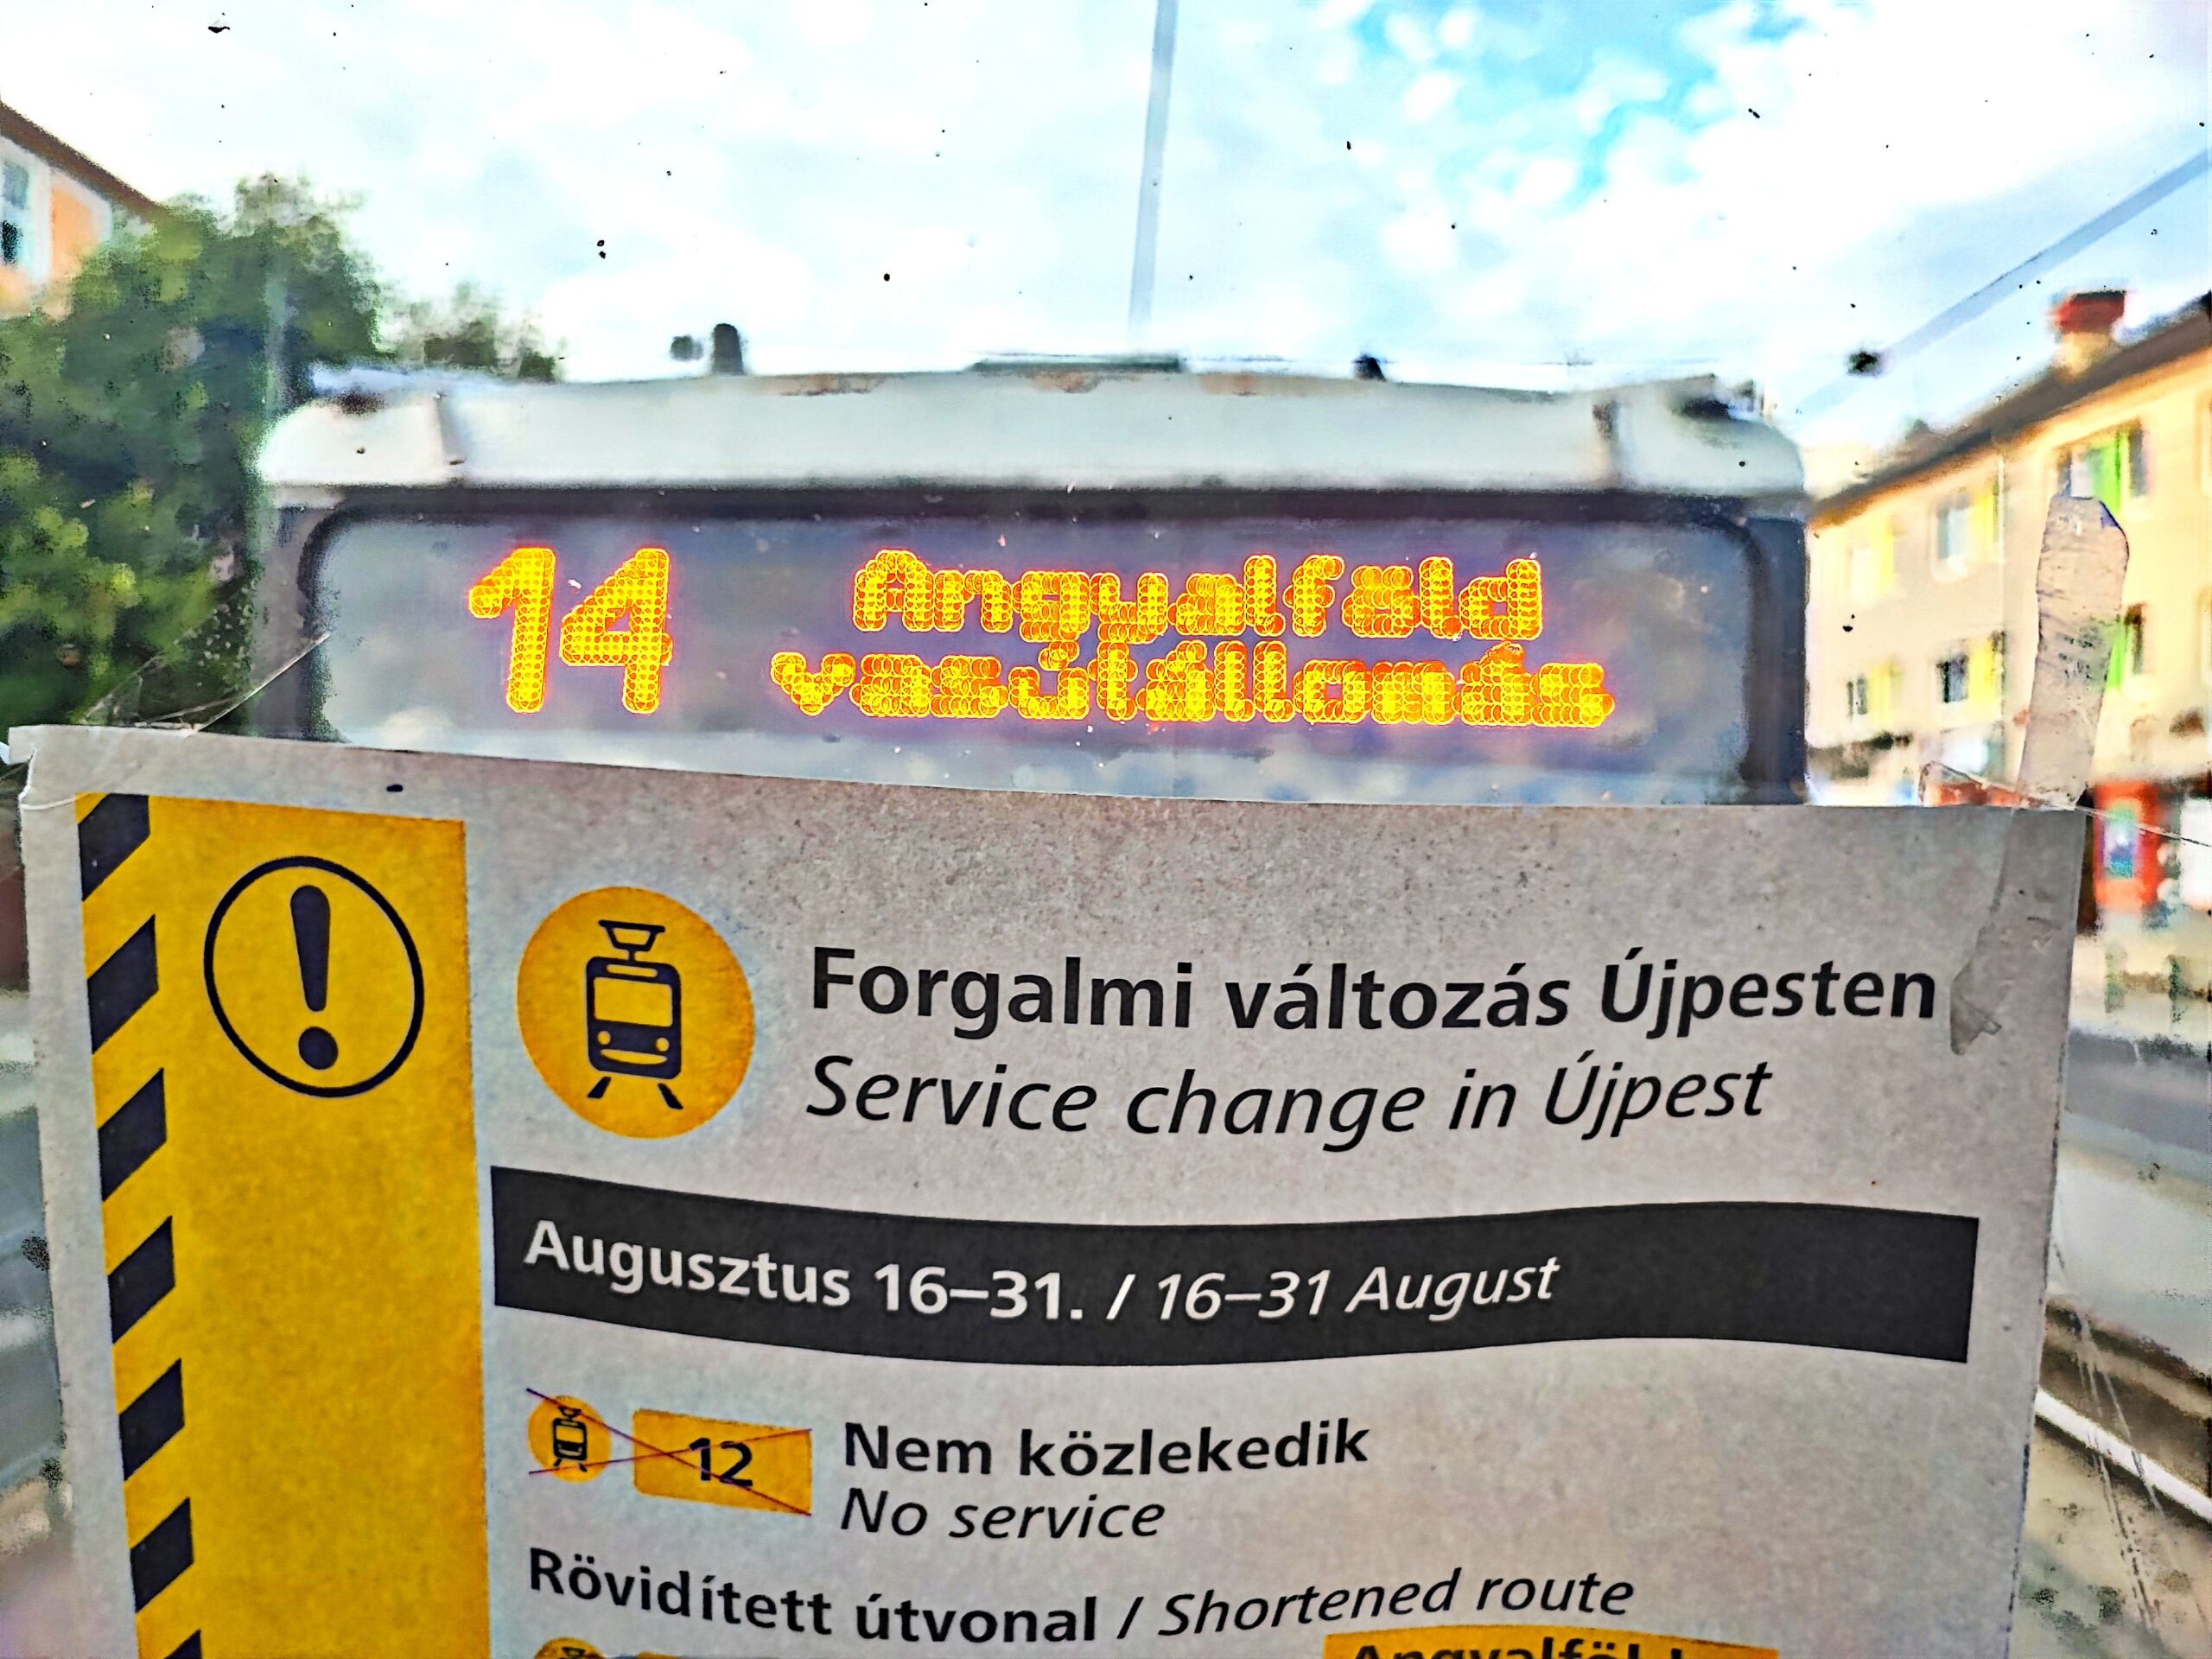 14
Angyalföld
vasútállomás
!
Forgalmi változás Újpesten
Service change in Újpest
Augusztus 16–31. / 16–31 August
12
Nem közlekedik
No service
Rövidített útvonal / Shortened route